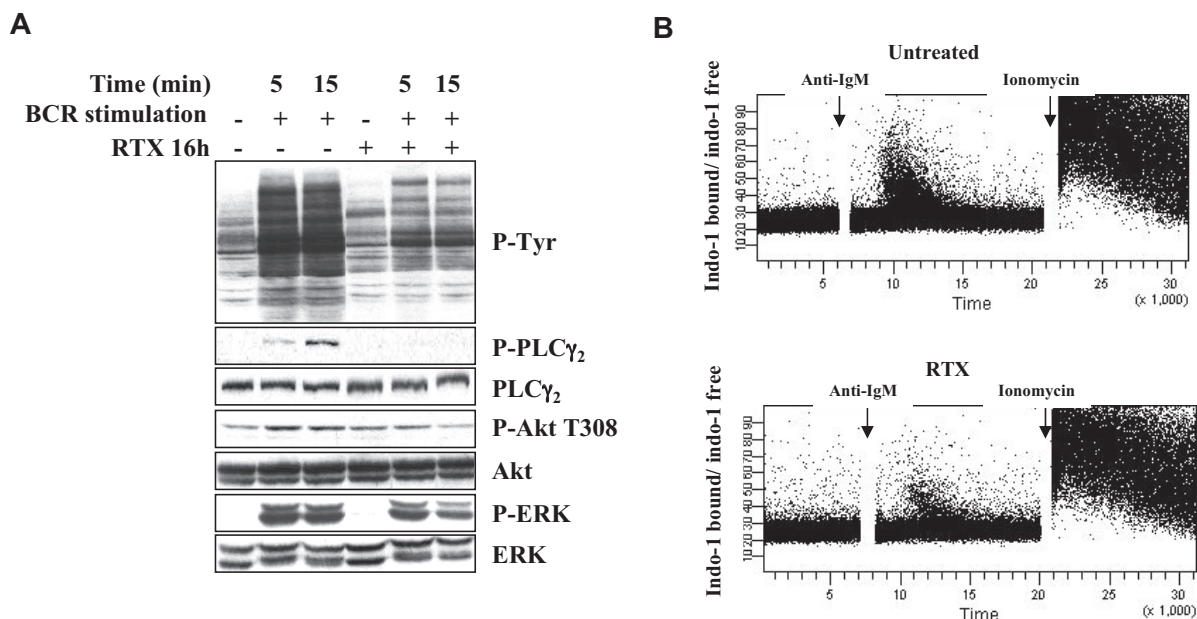 A
Time (min) 5 15 5 15
BCR stimulation - + + - + +
RTX 16h - - - + + +
P-Tyr
P-PLCγ2
PLCγ2
P-Akt T308
Akt
P-ERK
ERK
B
Untreated
Anti-IgM Ionomycin
Indo-1 bound/ indo-1 free
10 20 30 40 50 60 70 80 90
5 10 15 20 25 30
Time
(x 1,000)
RTX
Anti-IgM Ionomycin
Indo-1 bound/ indo-1 free
10 20 30 40 50 60 70 80 90
5 10 15 20 25 30
Time
(x 1,000)